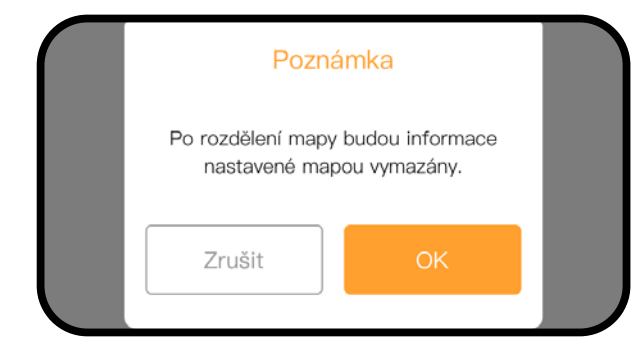 Poznámka
Po rozdělení mapy budou informace
nastavené mapou vymazány.
Zrušit
OK